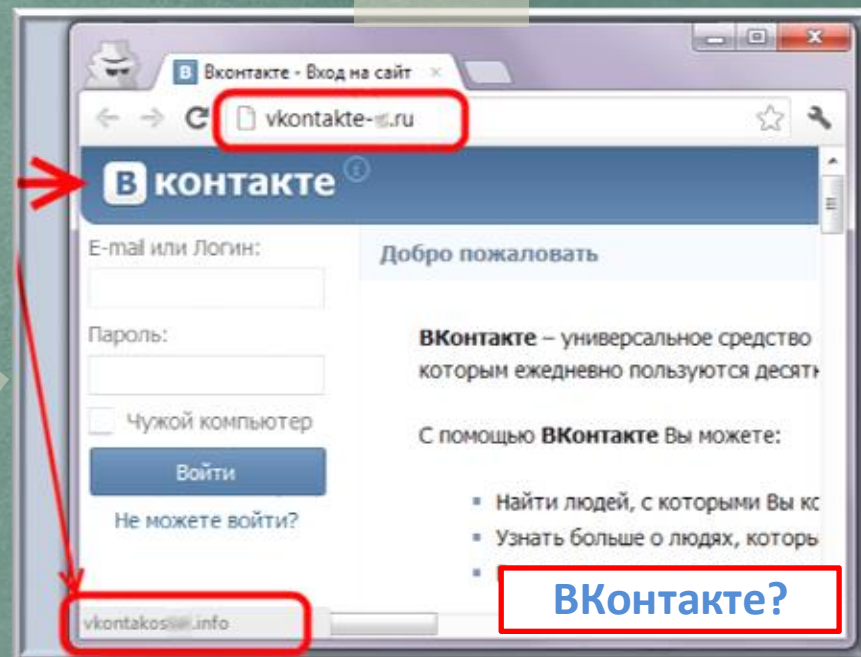 Вконтакте - Вход на сайт
vkontakte- .ru
В контакте
E-mail или Логин:
Добро пожаловать
Пароль:
ВКонтакте – универсальное средство
которым ежедневно пользуются десятк
Чужой компьютер
С помощью ВКонтакте Вы можете:
Войти
Не можете войти?
Найти людей, с которыми Вы ко
Узнать больше о людях, которы
ВКонтакте?
vkontakos .info